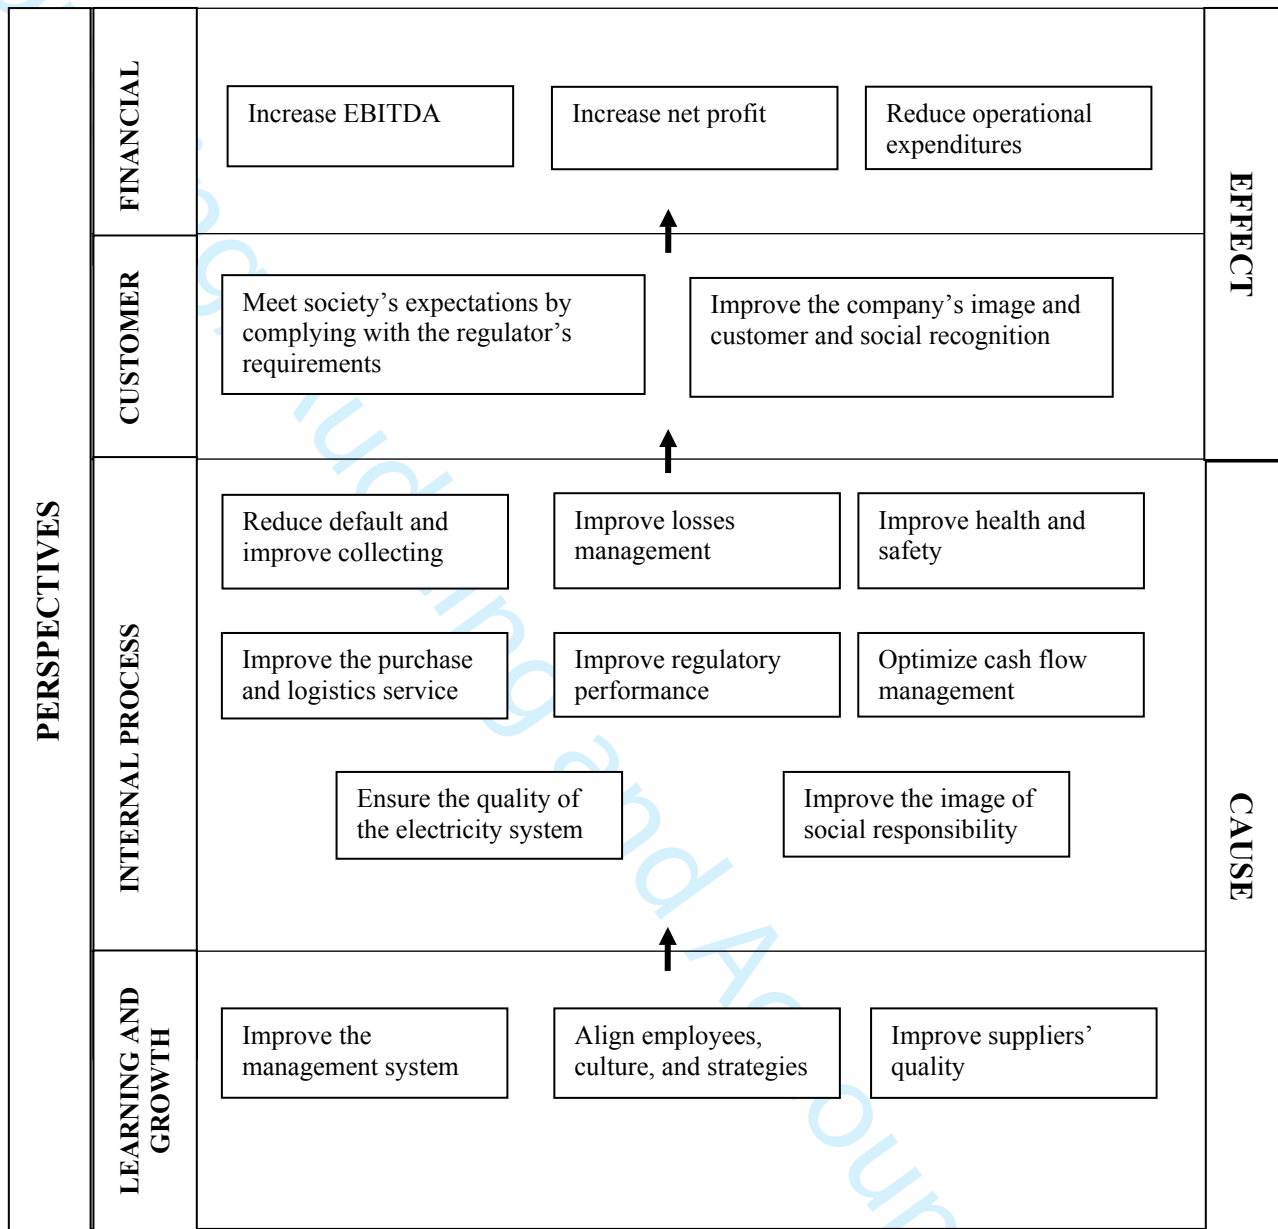 PERSPECTIVES
FINANCIAL
Increase EBITDA
Increase net profit
Reduce operational
expenditures
EFFECT
CUSTOMER
Meet society’s expectations by
complying with the regulator’s
requirements
Improve the company’s image and
customer and social recognition
INTERNAL PROCESS
Reduce default and
improve collecting
Improve losses
management
Improve health and
safety
Improve the purchase
and logistics service
Improve regulatory
performance
Optimize cash flow
management
Ensure the quality of
the electricity system
Improve the image of
social responsibility
CAUSE
LEARNING AND
GROWTH
Improve the
management system
Align employees,
culture, and strategies
Improve suppliers’
quality
Auditing and Accoun